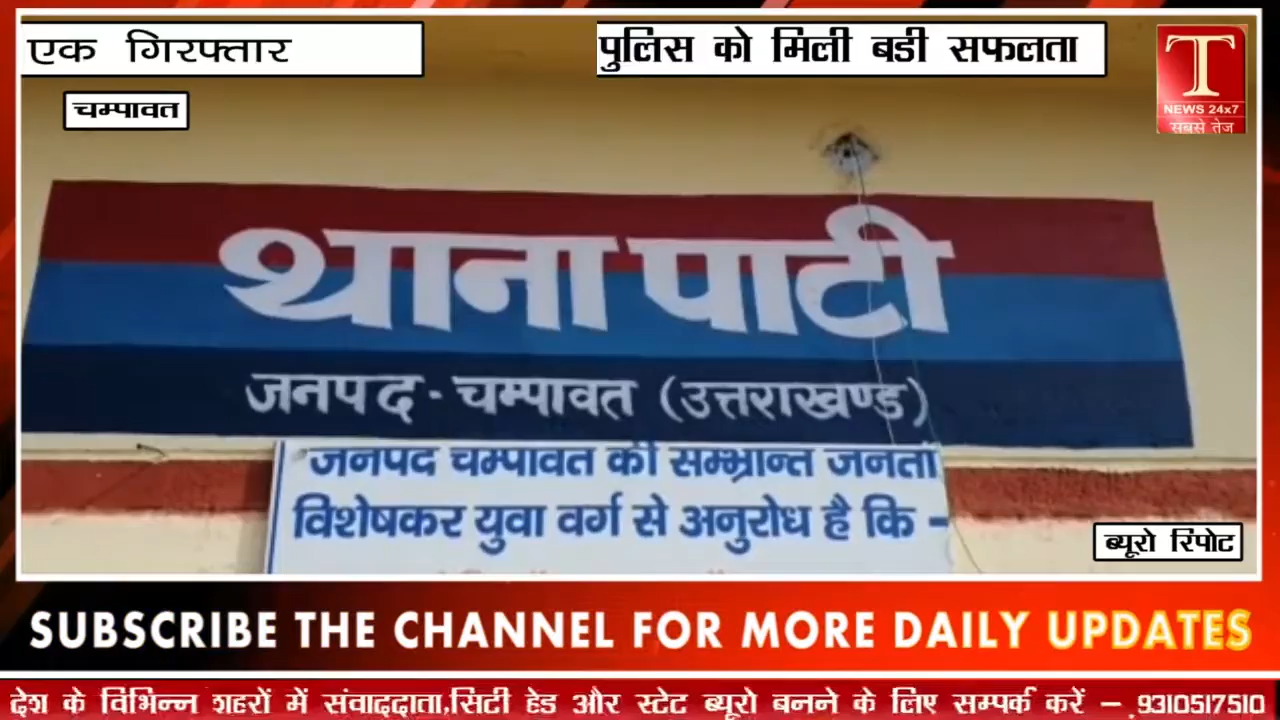 एक गिरफ्तार
पुलिस को मिली बडी सफलता
चम्पावत
T
NEWS 24x7
सबसे तेज
थाना पाटी
जनपद - चम्पावत (उत्तराखण्ड)
जनपद चम्पावत की सम्भ्रान्त जनता
विशेषकर युवा वर्ग से अनुरोध है कि -
ब्यूरो रिपोट
SUBSCRIBE THE CHANNEL FOR MORE DAILY UPDATES
देश के विभिन्न शहरों में संवाददाता,सिटी हेड और स्टेट ब्यूरो बनने के लिए सम्पर्क करें – 9310517510